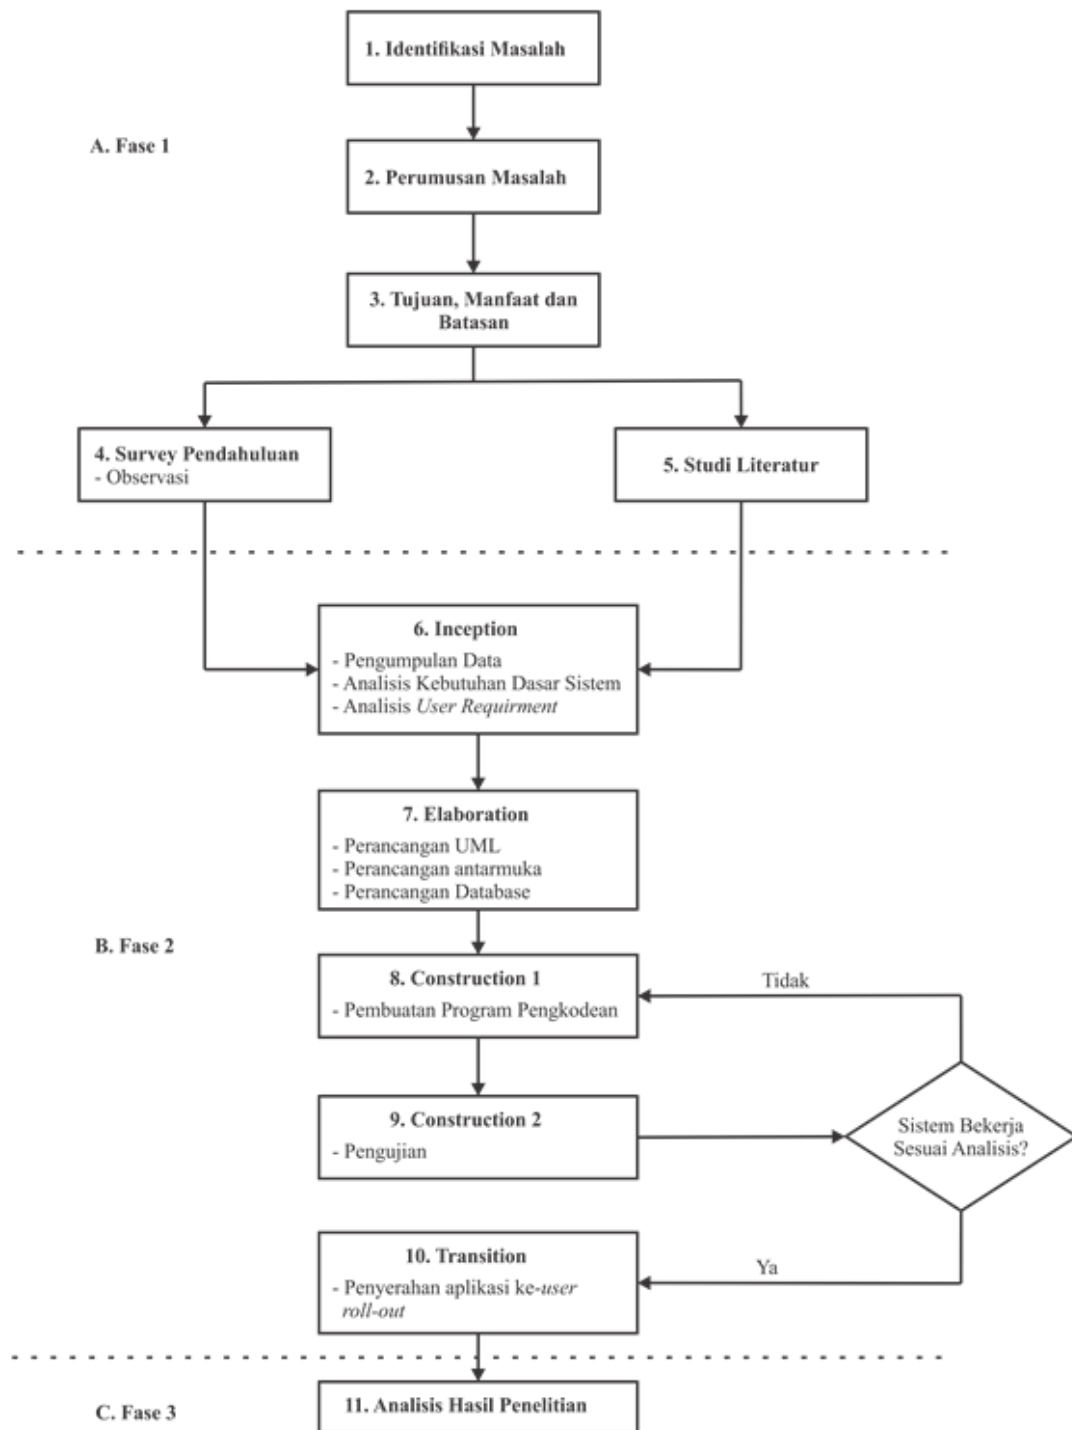 1. Identifikasi Masalah
A. Fase 1
2. Perumusan Masalah
3. Tujuan, Manfaat dan
Batasan
4. Survey Pendahuluan
- Observasi
5. Studi Literatur
6. Inception
- Pengumpulan Data
- Analisis Kebutuhan Dasar Sistem
- Analisis User Requirment
7. Elaboration
- Perancangan UML
- Perancangan antarmuka
- Perancangan Database
B. Fase 2
8. Construction 1
- Pembuatan Program Pengkodean
Tidak
9. Construction 2
- Pengujian
Sistem Bekerja
Sesuai Analisis?
10. Transition
- Penyerahan aplikasi ke-user
roll-out
Ya
C. Fase 3
11. Analisis Hasil Penelitian